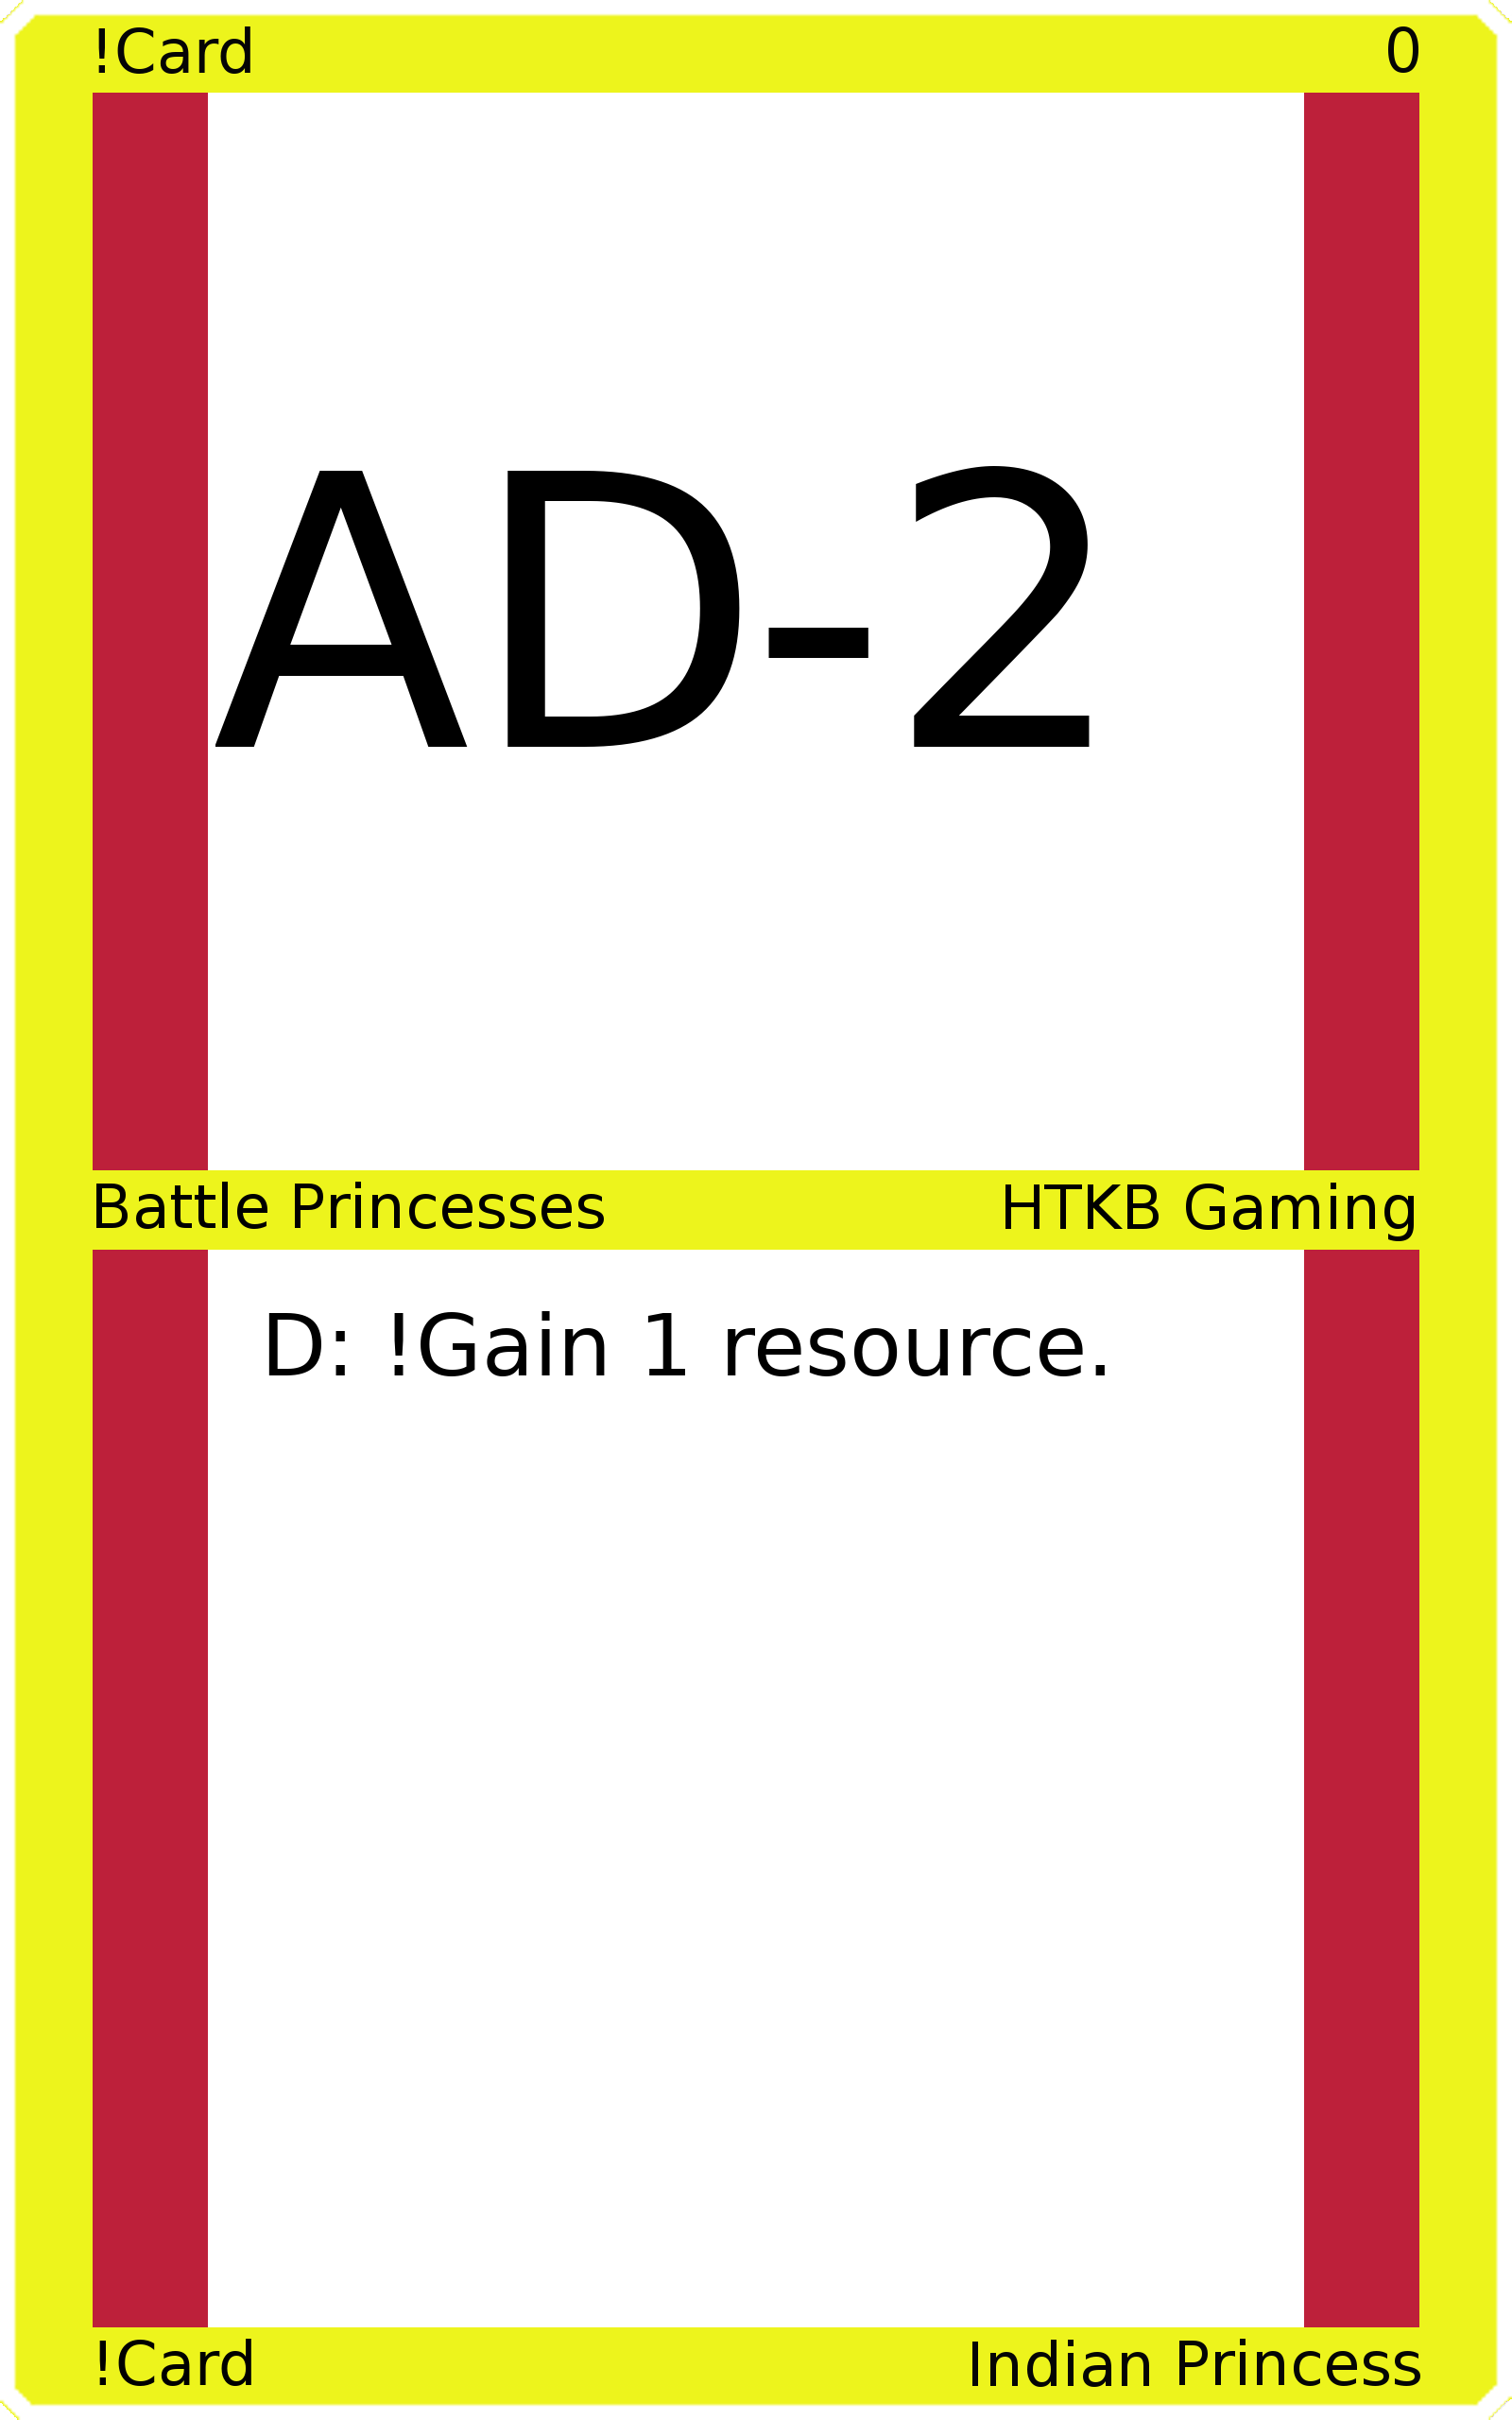 !Card 0
AD-2
Battle Princesses HTKB Gaming
D: !Gain 1 resource.
!Card Indian Princess